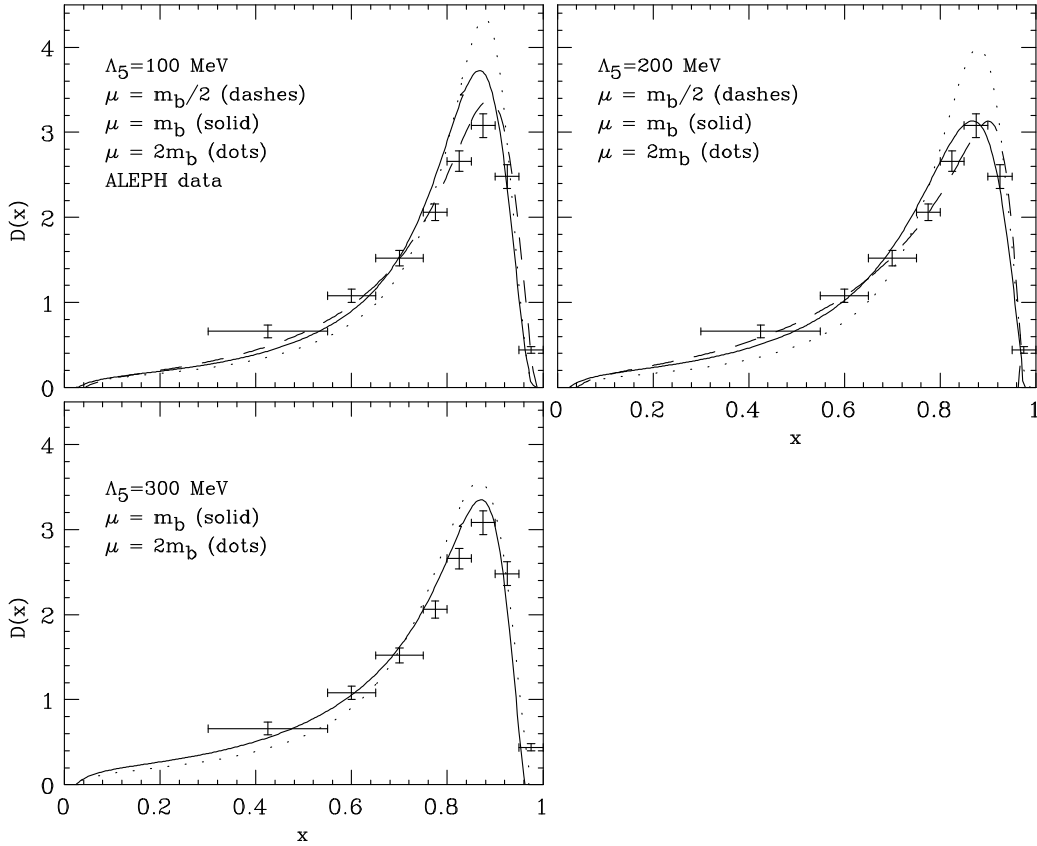 4
3
2
1
0
D(x)
Λ5=100 MeV
μ = mb/2 (dashes)
μ = mb (solid)
μ = 2mb (dots)
ALEPH data
Λ5=200 MeV
μ = mb/2 (dashes)
μ = mb (solid)
μ = 2mb (dots)
0 0.2 0.4 0.6 0.8 1
x
4
3
2
1
0
D(x)
Λ5=300 MeV
μ = mb (solid)
μ = 2mb (dots)
0 0.2 0.4 0.6 0.8 1
x